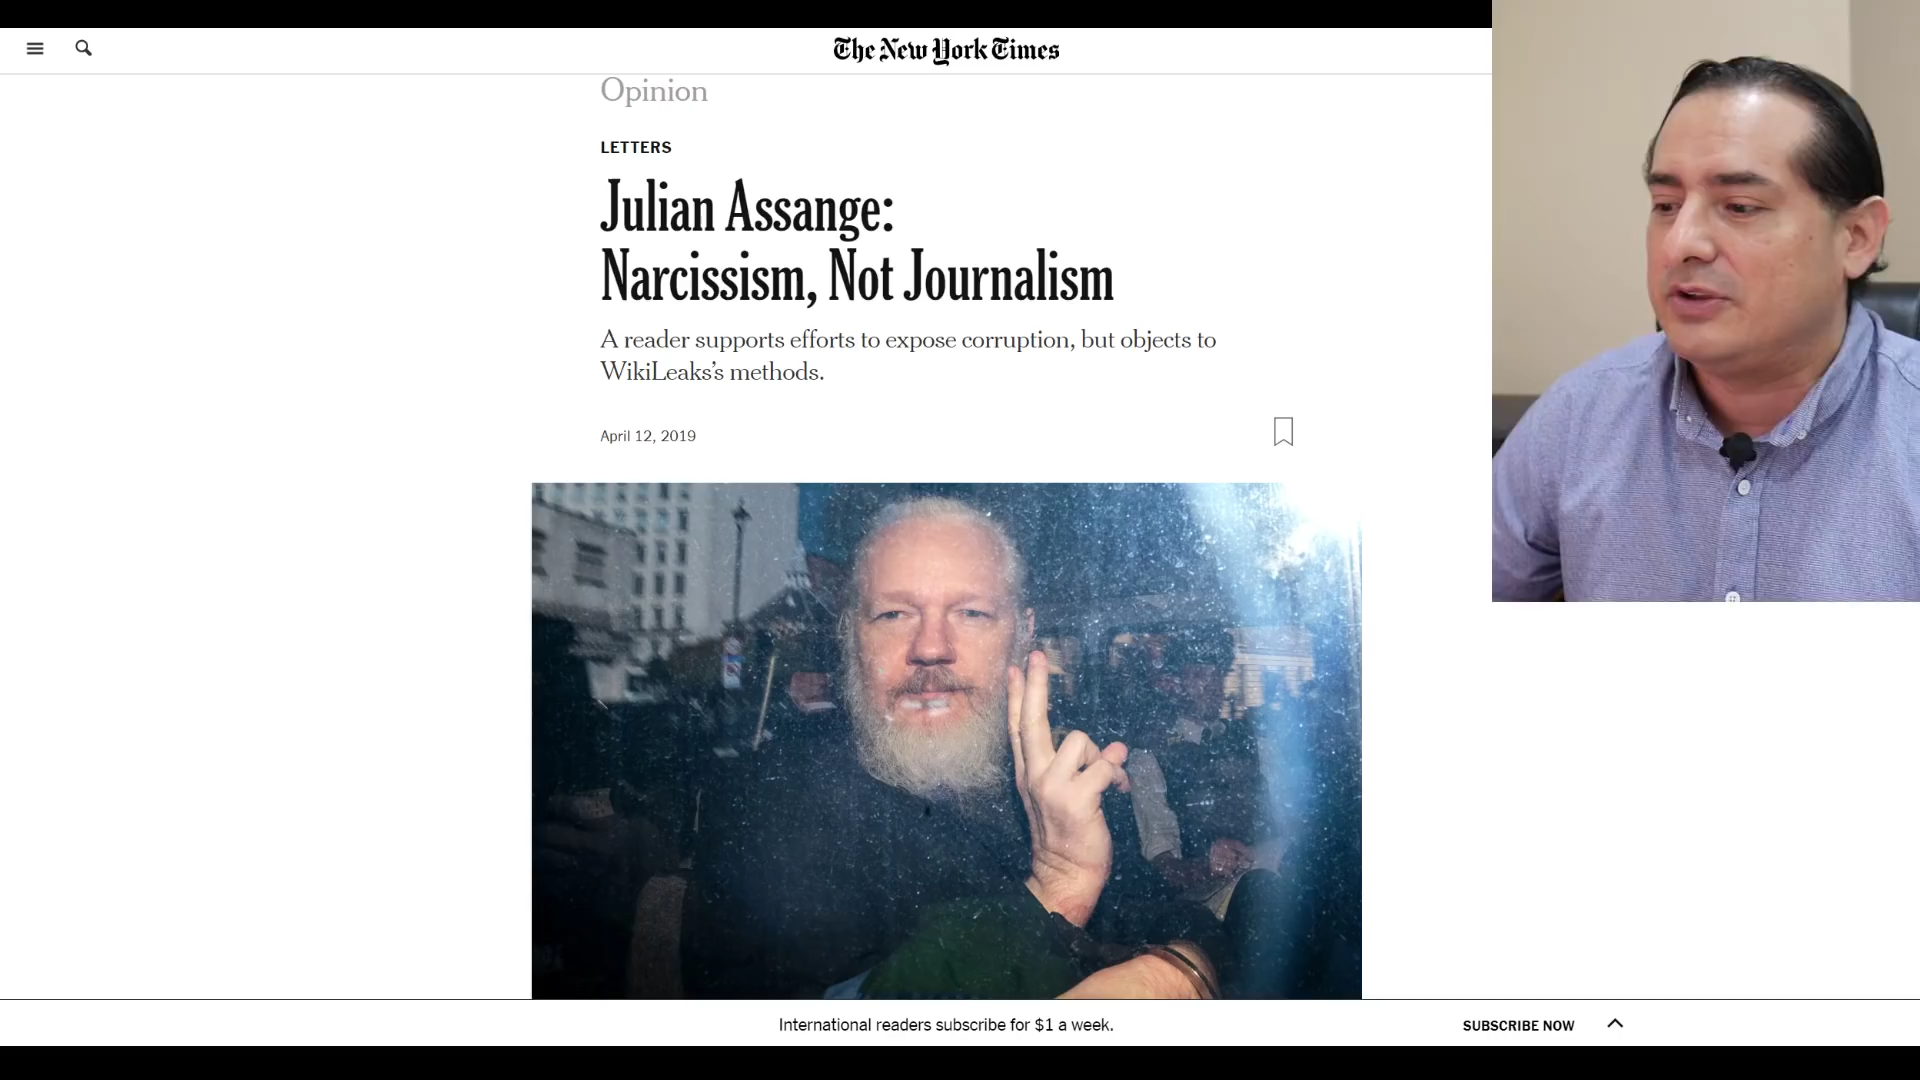 The New York Times
Opinion
LETTERS
Julian Assange:
Narcissism, Not Journalism
A reader supports efforts to expose corruption, but objects to
WikiLeaks's methods.
April 12, 2019
International readers subscribe for $1 a week.
SUBSCRIBE NOW